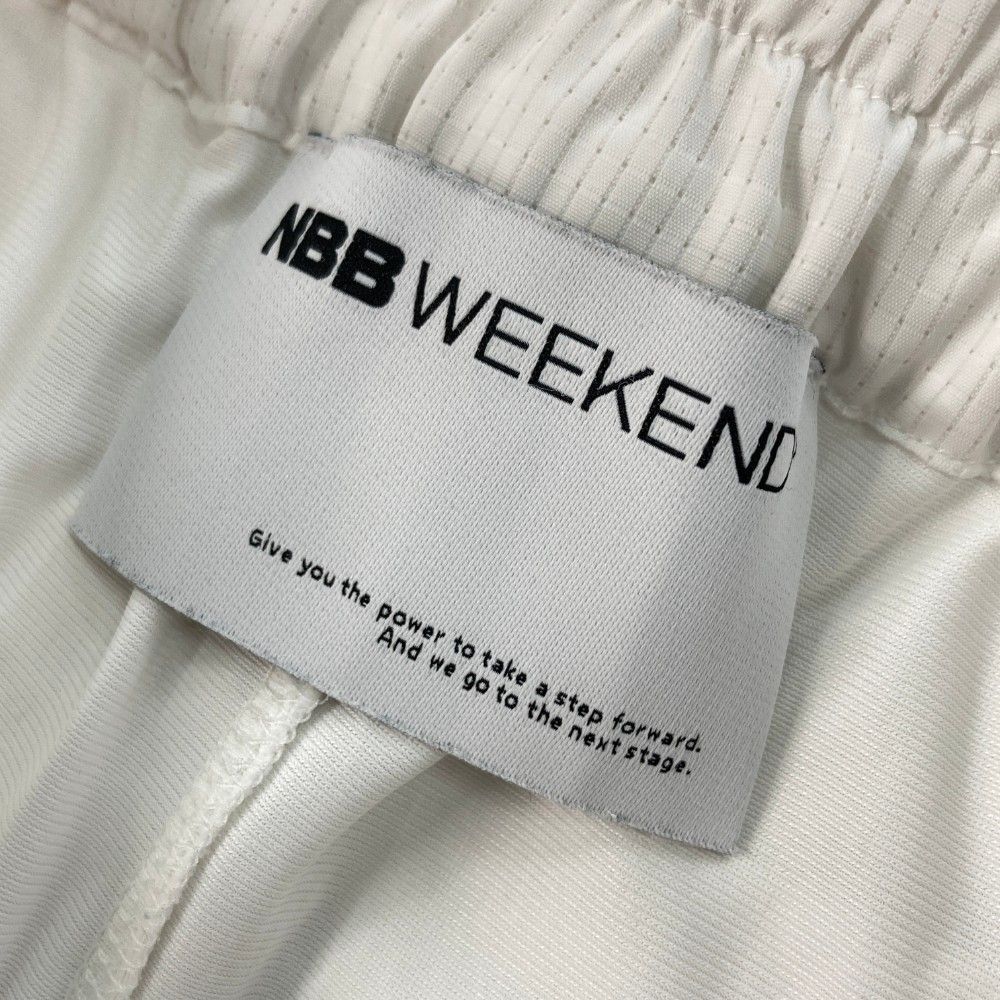 NBB WEEKEND
Give you the power to take a step forward.
And we go to the next stage.